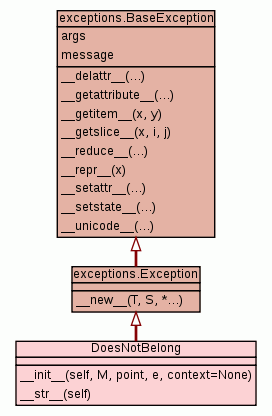 exceptions.BaseException
args
message
__delattr__(...)
__getattribute__(...)
__getitem__(x, y)
__getslice__(x, i, j)
__reduce__(...)
__repr__(x)
__setattr__(...)
__setstate__(...)
__unicode__(...)
exceptions.Exception
__new__(T, S, *...)
DoesNotBelong
__init__(self, M, point, e, context=None)
__str__(self)